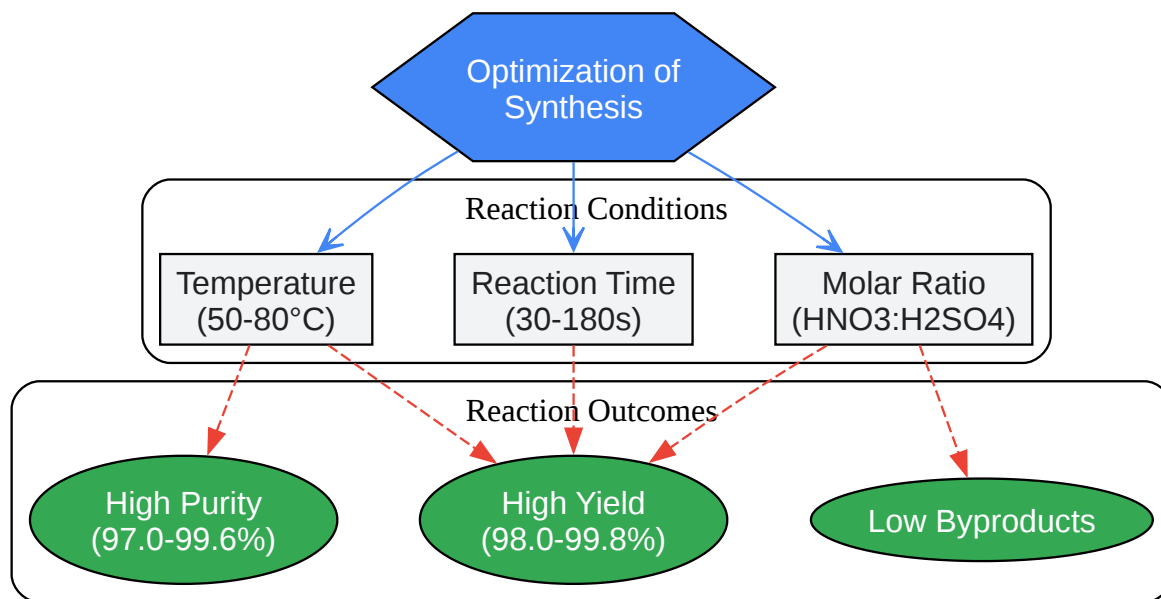 Optimization of
Synthesis
Reaction Conditions
Temperature
(50-80°C)
Reaction Time
(30-180s)
Molar Ratio
(HNO3:H2SO4)
Reaction Outcomes
High Purity
(97.0-99.6%)
High Yield
(98.0-99.8%)
Low Byproducts